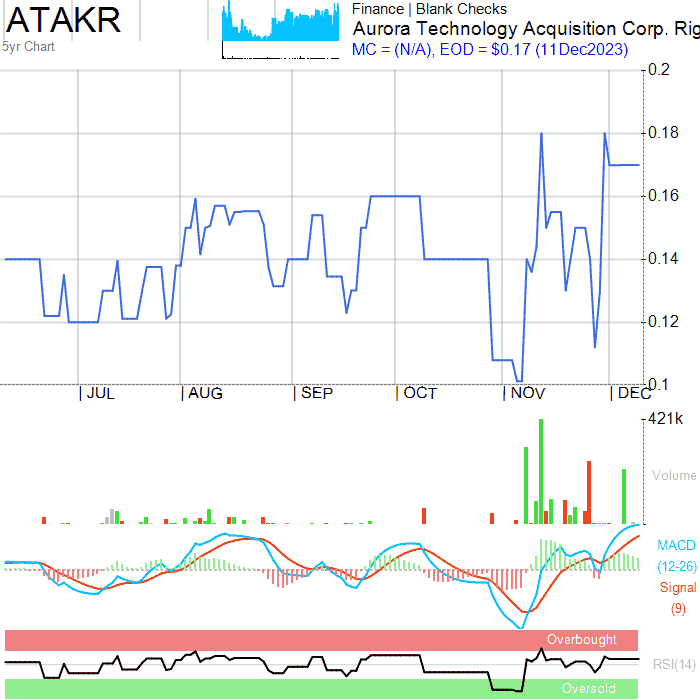 ATAKR
5yr Chart
Finance | Blank Checks
Aurora Technology Acquisition Corp. Rig
MC = (N/A), EOD = $0.17 (11Dec2023)
0.2
0.18
0.16
0.14
0.12
0.1
| JUL | AUG | SEP | OCT | NOV | DEC
421k
Volume
MACD
(12-26)
Signal
(9)
Overbought
RSI(14)
Oversold